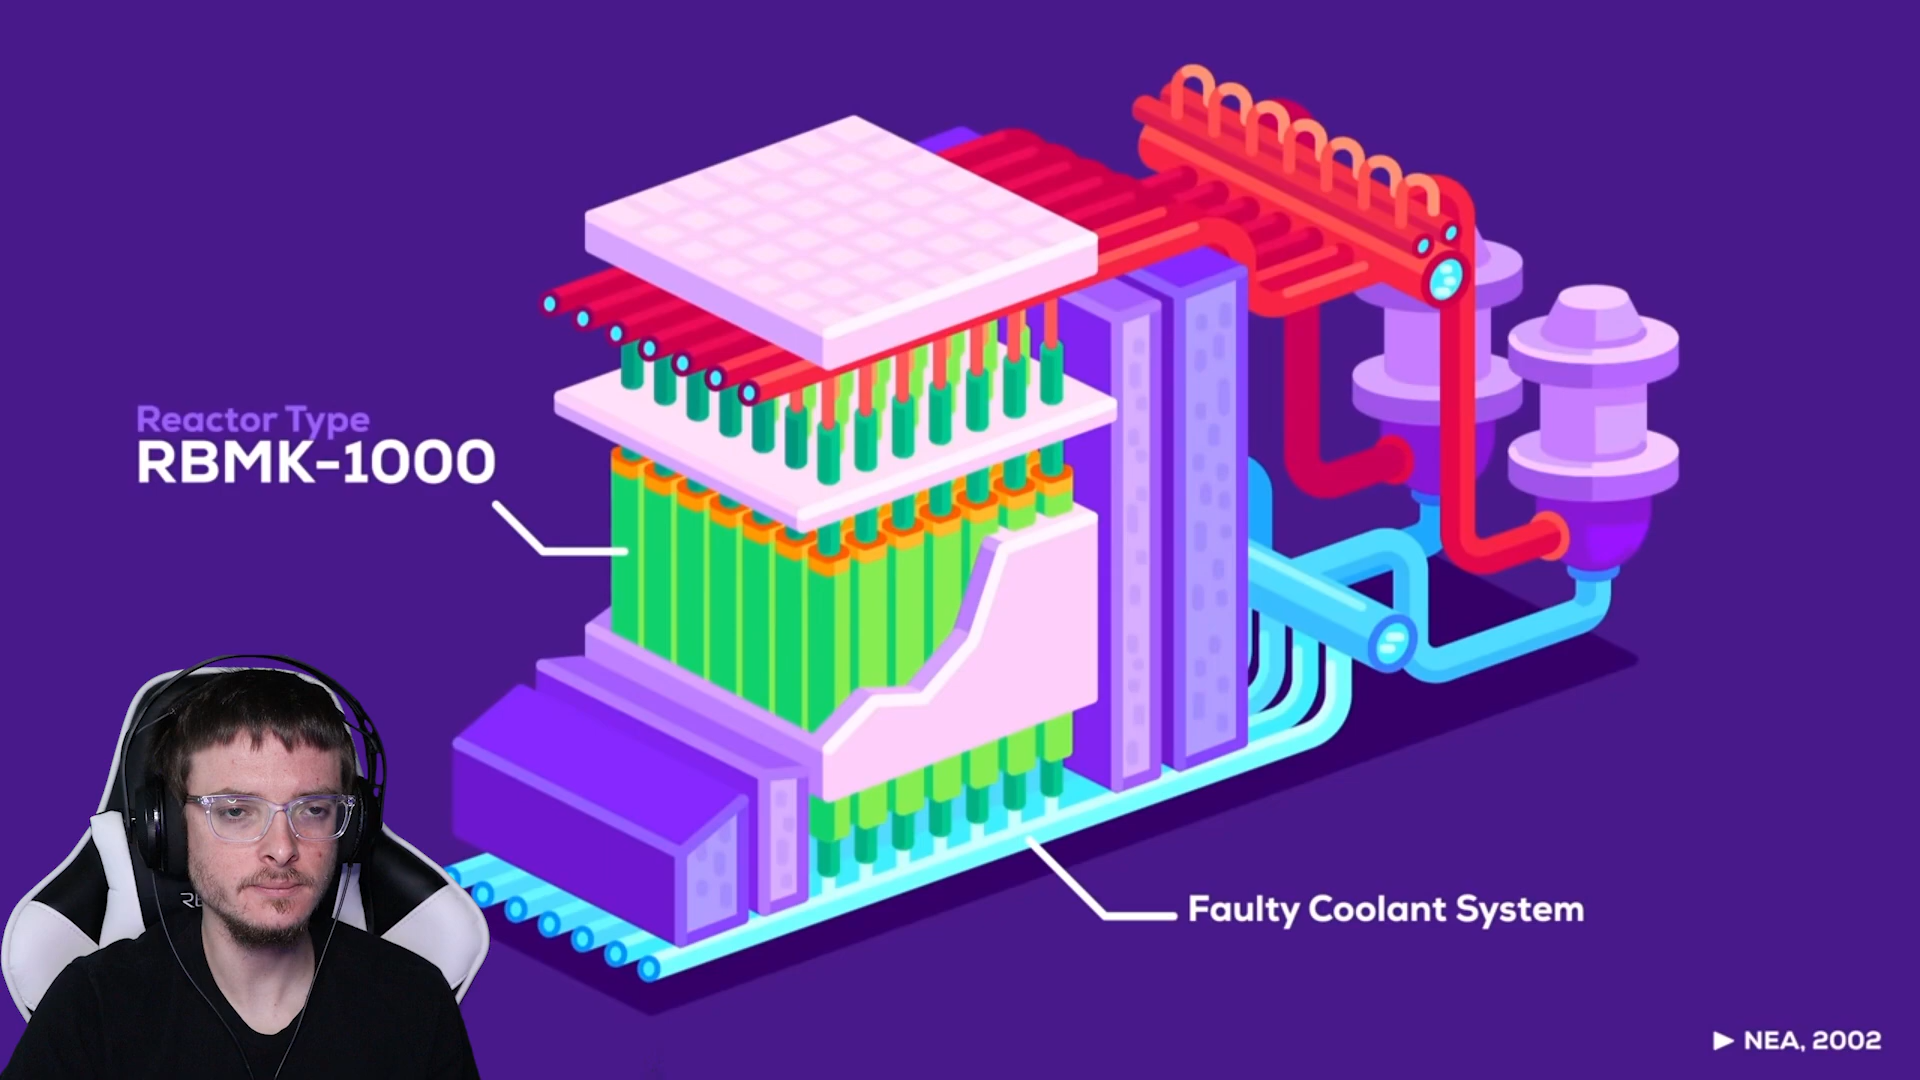 Reactor Type
RBMK-1000
Faulty Coolant System
▶ NEA, 2002